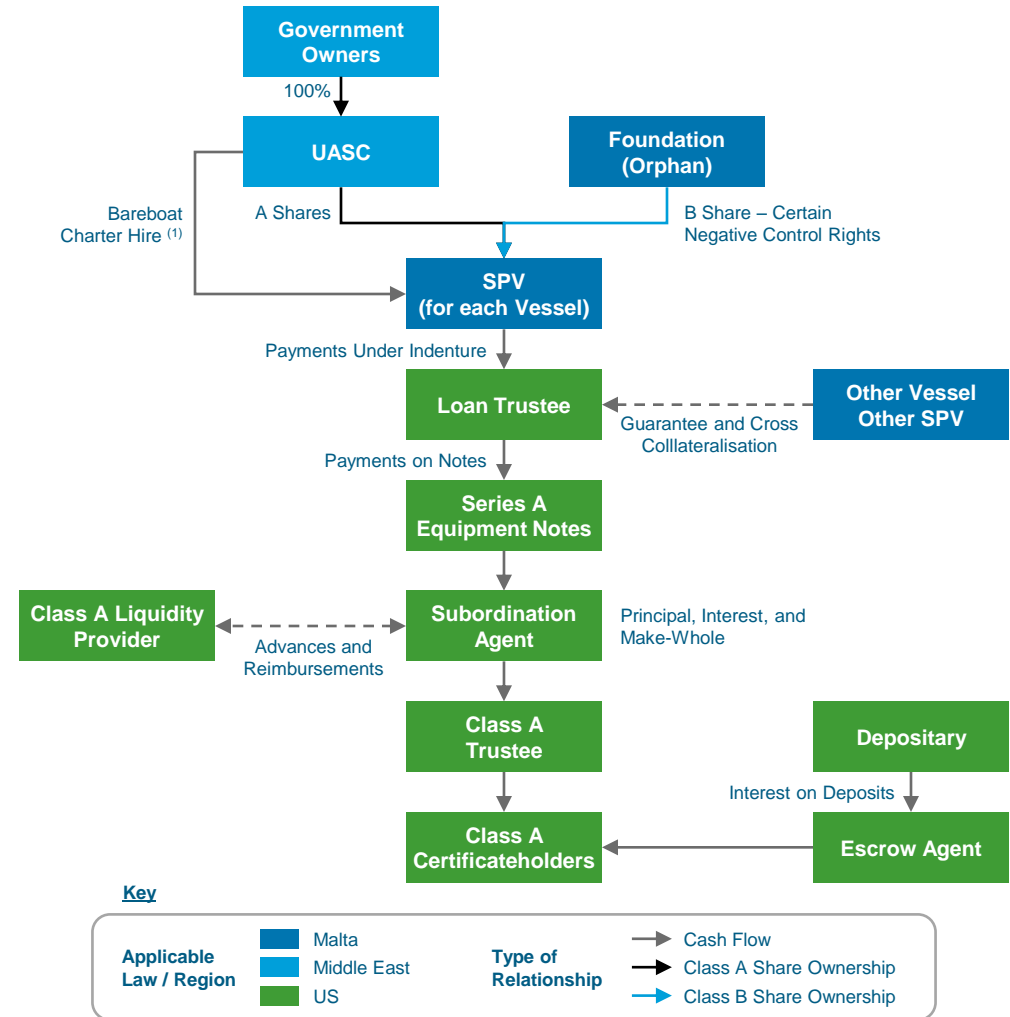 Government
Owners
100%
UASC
Foundation
(Orphan)
Bareboat
Charter Hire (1)
A Shares
B Share – Certain
Negative Control Rights
SPV
(for each Vessel)
Payments Under Indenture
Loan Trustee
Other Vessel
Other SPV
Guarantee and Cross
Colllateralisation
Payments on Notes
Series A
Equipment Notes
Class A Liquidity
Provider
Advances and
Reimbursements
Subordination
Agent
Principal, Interest, and
Make-Whole
Class A
Trustee
Depositary
Interest on Deposits
Class A
Certificateholders
Escrow Agent
Key
Applicable
Law / Region
Malta
Middle East
US
Type of
Relationship
Cash Flow
Class A Share Ownership
Class B Share Ownership